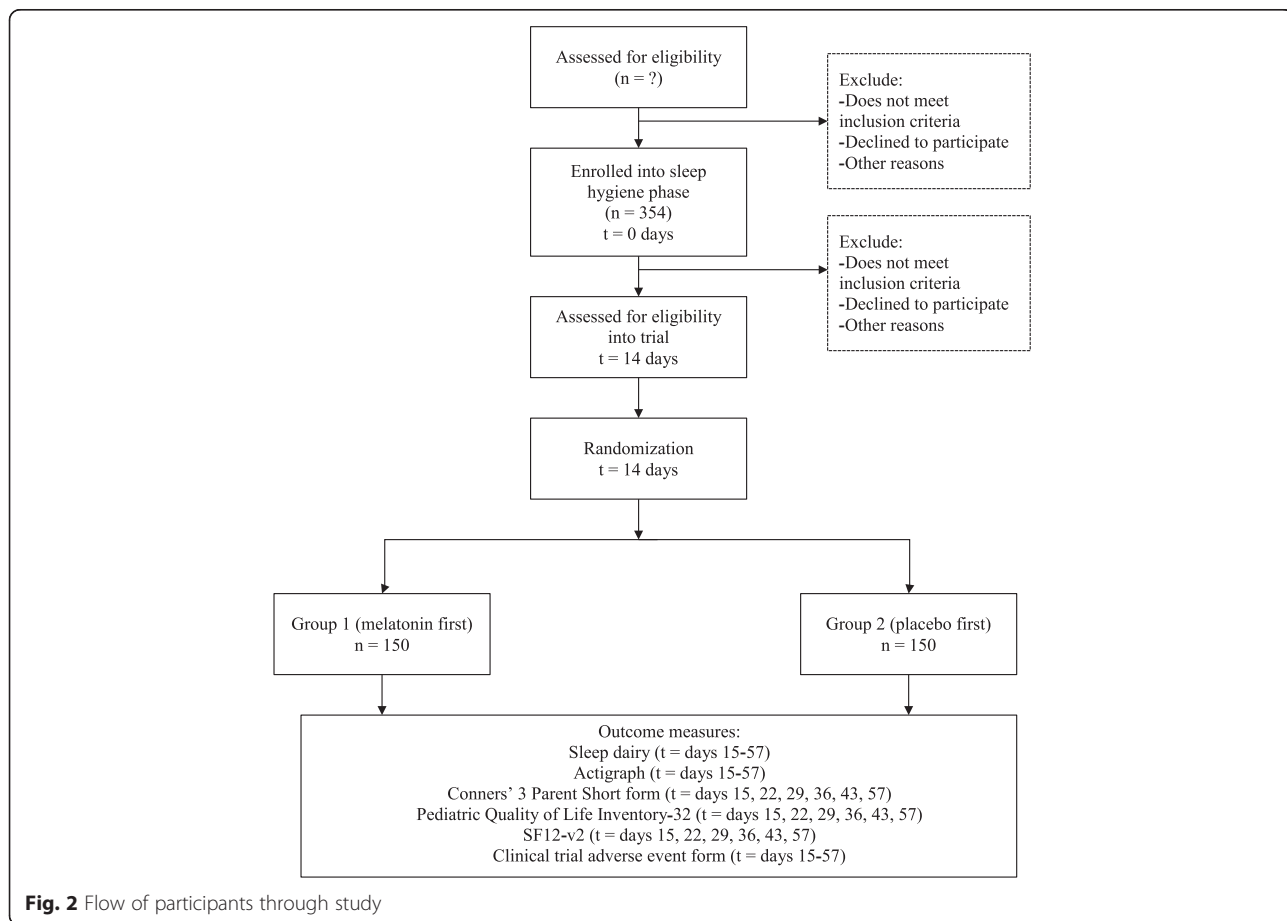 Assessed for eligibility
(n = ?)
Exclude:
-Does not meet
inclusion criteria
-Declined to participate
-Other reasons
Enrolled into sleep
hygiene phase
(n = 354)
t = 0 days
Exclude:
-Does not meet
inclusion criteria
-Declined to participate
-Other reasons
Assessed for eligibility
into trial
t = 14 days
Randomization
t = 14 days
Group 1 (melatonin first)
n = 150
Group 2 (placebo first)
n = 150
Outcome measures:
Sleep dairy (t = days 15-57)
Actigraph (t = days 15-57)
Conners' 3 Parent Short form (t = days 15, 22, 29, 36, 43, 57)
Pediatric Quality of Life Inventory-32 (t = days 15, 22, 29, 36, 43, 57)
SF12-v2 (t = days 15, 22, 29, 36, 43, 57)
Clinical trial adverse event form (t = days 15-57)
Fig. 2 Flow of participants through study